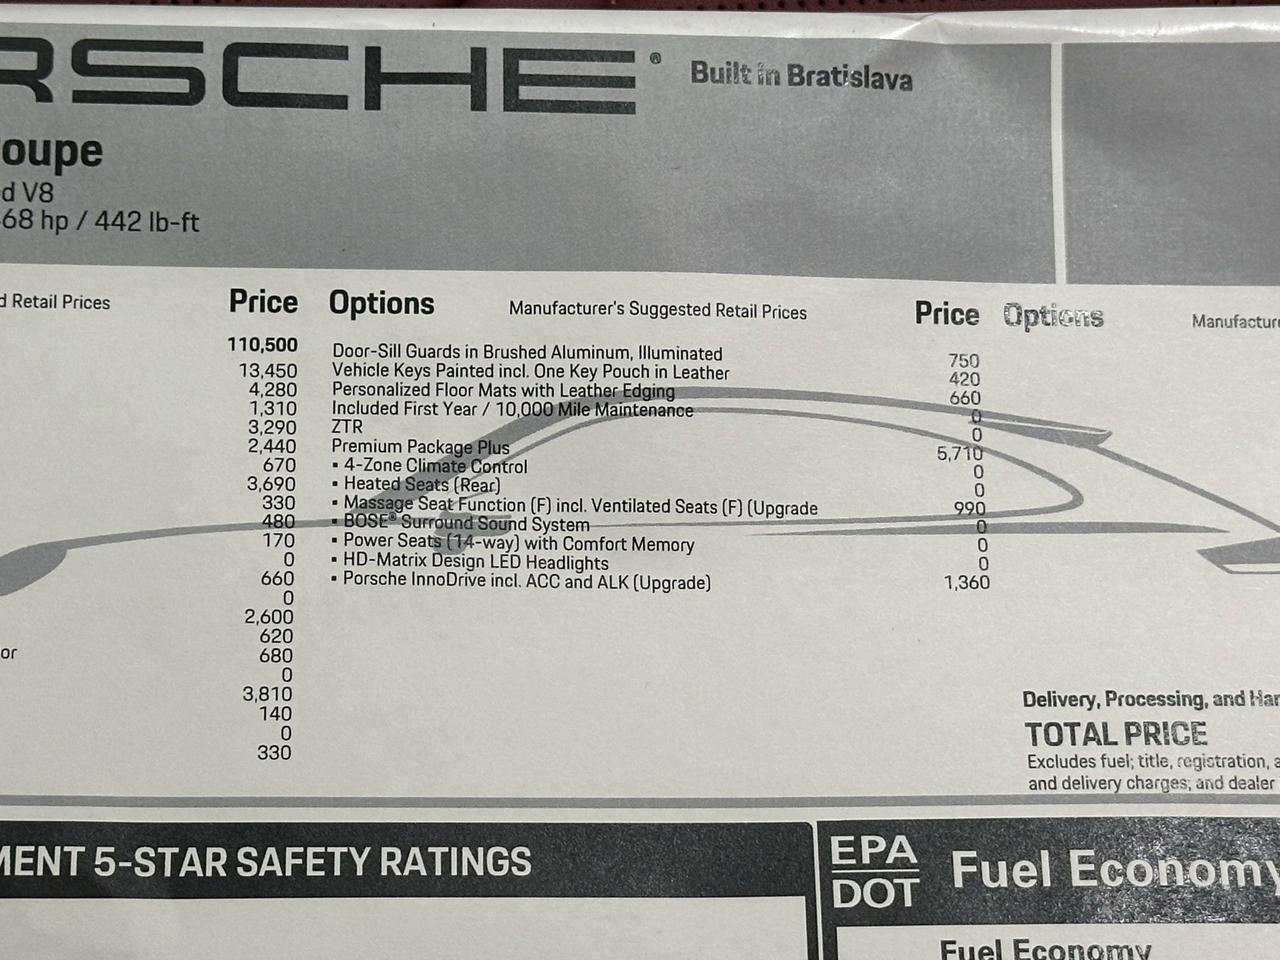 RSCHE® Built in Bratislava
oupe
d V8
68 hp / 442 lb-ft
d Retail Prices Price Options Manufacturer's Suggested Retail Prices Price Options Manufacture
110,500 Door-Sill Guards in Brushed Aluminum, Illuminated 750
13,450 Vehicle Keys Painted incl. One Key Pouch in Leather 420
4,280 Personalized Floor Mats with Leather Edging 660
1,310 Included First Year / 10,000 Mile Maintenance 0
3,290 ZTR 0
2,440 Premium Package Plus 5,710
670 ▪ 4-Zone Climate Control 0
3,690 ▪ Heated Seats (Rear) 0
330 ▪ Massage Seat Function (F) incl. Ventilated Seats (F) (Upgrade 990
480 ▪ BOSE® Surround Sound System 0
170 ▪ Power Seats (14-way) with Comfort Memory 0
0 ▪ HD-Matrix Design LED Headlights 0
660 ▪ Porsche InnoDrive incl. ACC and ALK (Upgrade) 1,360
0
2,600
620
or 680
0
3,810
140
0
330
Delivery, Processing, and Han
TOTAL PRICE
Excludes fuel; title, registration, a
and delivery charges; and dealer
MENT 5-STAR SAFETY RATINGS
EPA
DOT
Fuel Economy
Fuel Economy